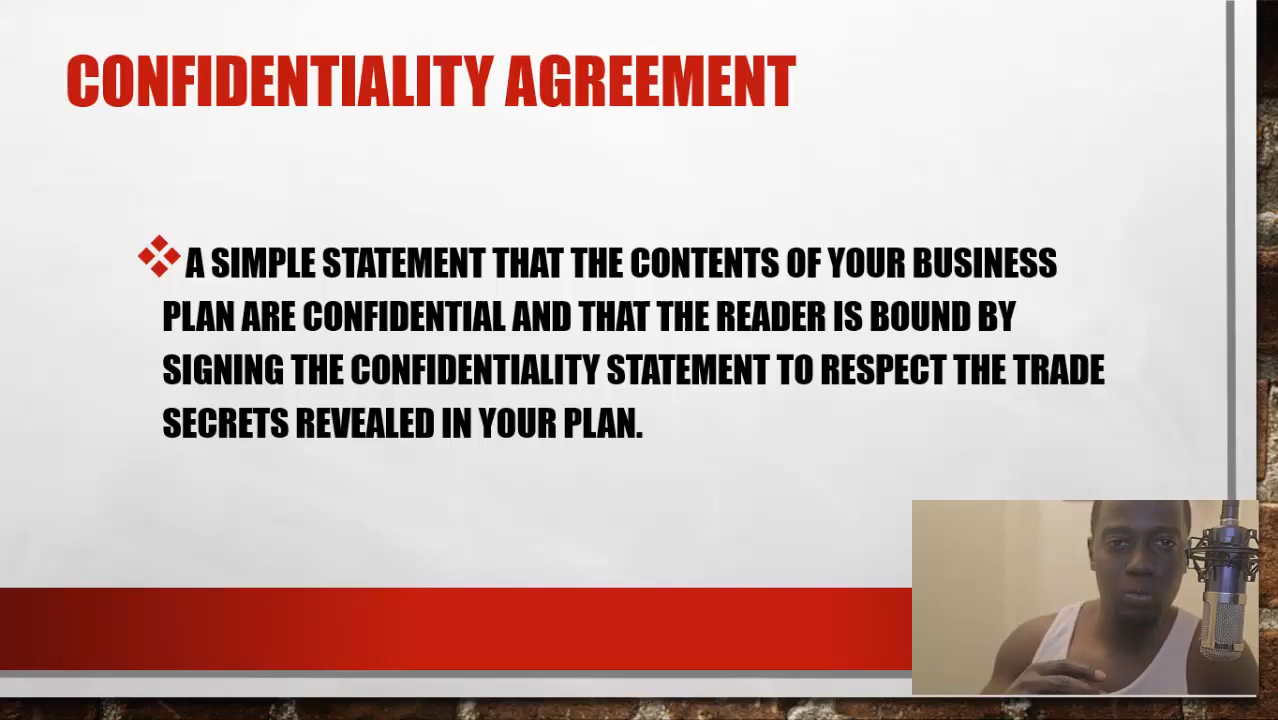 CONFIDENTIALITY AGREEMENT
A SIMPLE STATEMENT THAT THE CONTENTS OF YOUR BUSINESS
PLAN ARE CONFIDENTIAL AND THAT THE READER IS BOUND BY
SIGNING THE CONFIDENTIALITY STATEMENT TO RESPECT THE TRADE
SECRETS REVEALED IN YOUR PLAN.